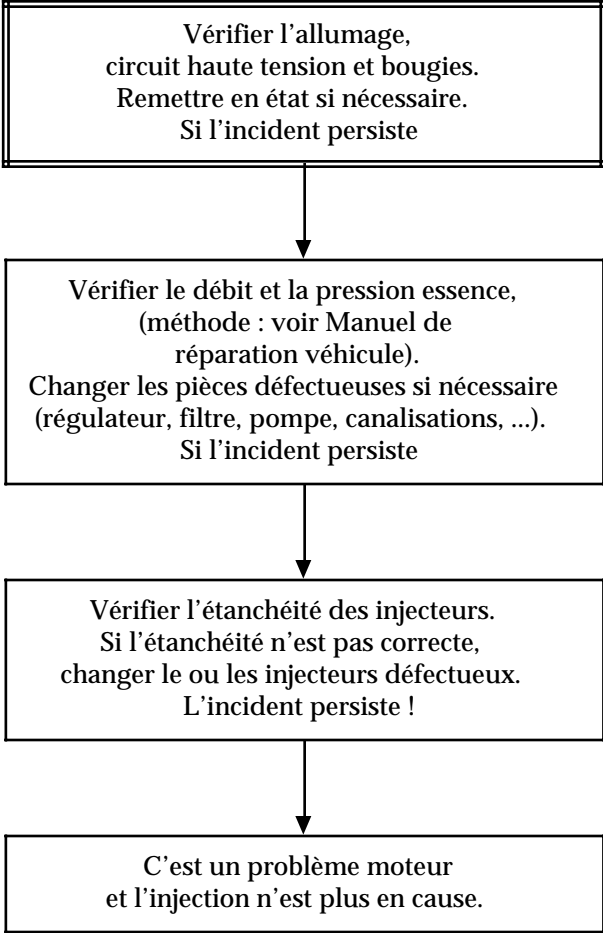 Vérifier l’allumage,
circuit haute tension et bougies.
Remettre en état si nécessaire.
Si l’incident persiste
Vérifier le débit et la pression essence,
(méthode : voir Manuel de
réparation véhicule).
Changer les pièces défectueuses si nécessaire
(régulateur, filtre, pompe, canalisations, ...).
Si l’incident persiste
Vérifier l’étanchéité des injecteurs.
Si l’étanchéité n’est pas correcte,
changer le ou les injecteurs défectueux.
L’incident persiste !
C’est un problème moteur
et l’injection n’est plus en cause.